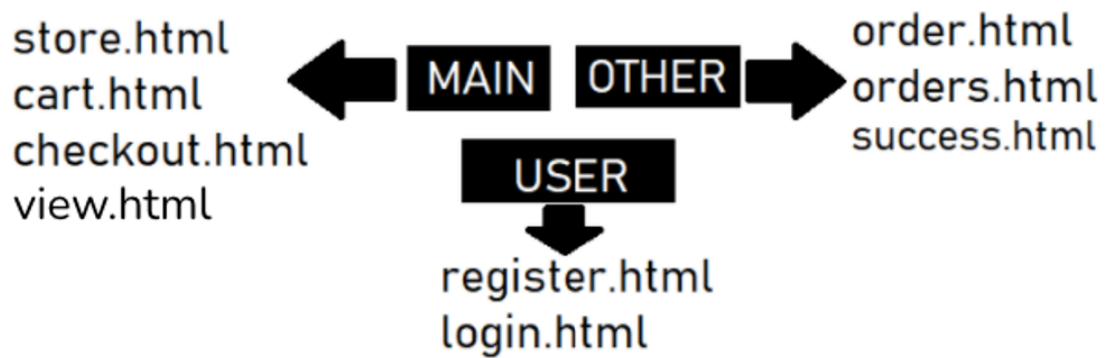 store.html
cart.html
checkout.html
view.html
MAIN
OTHER
order.html
orders.html
success.html
USER
register.html
login.html